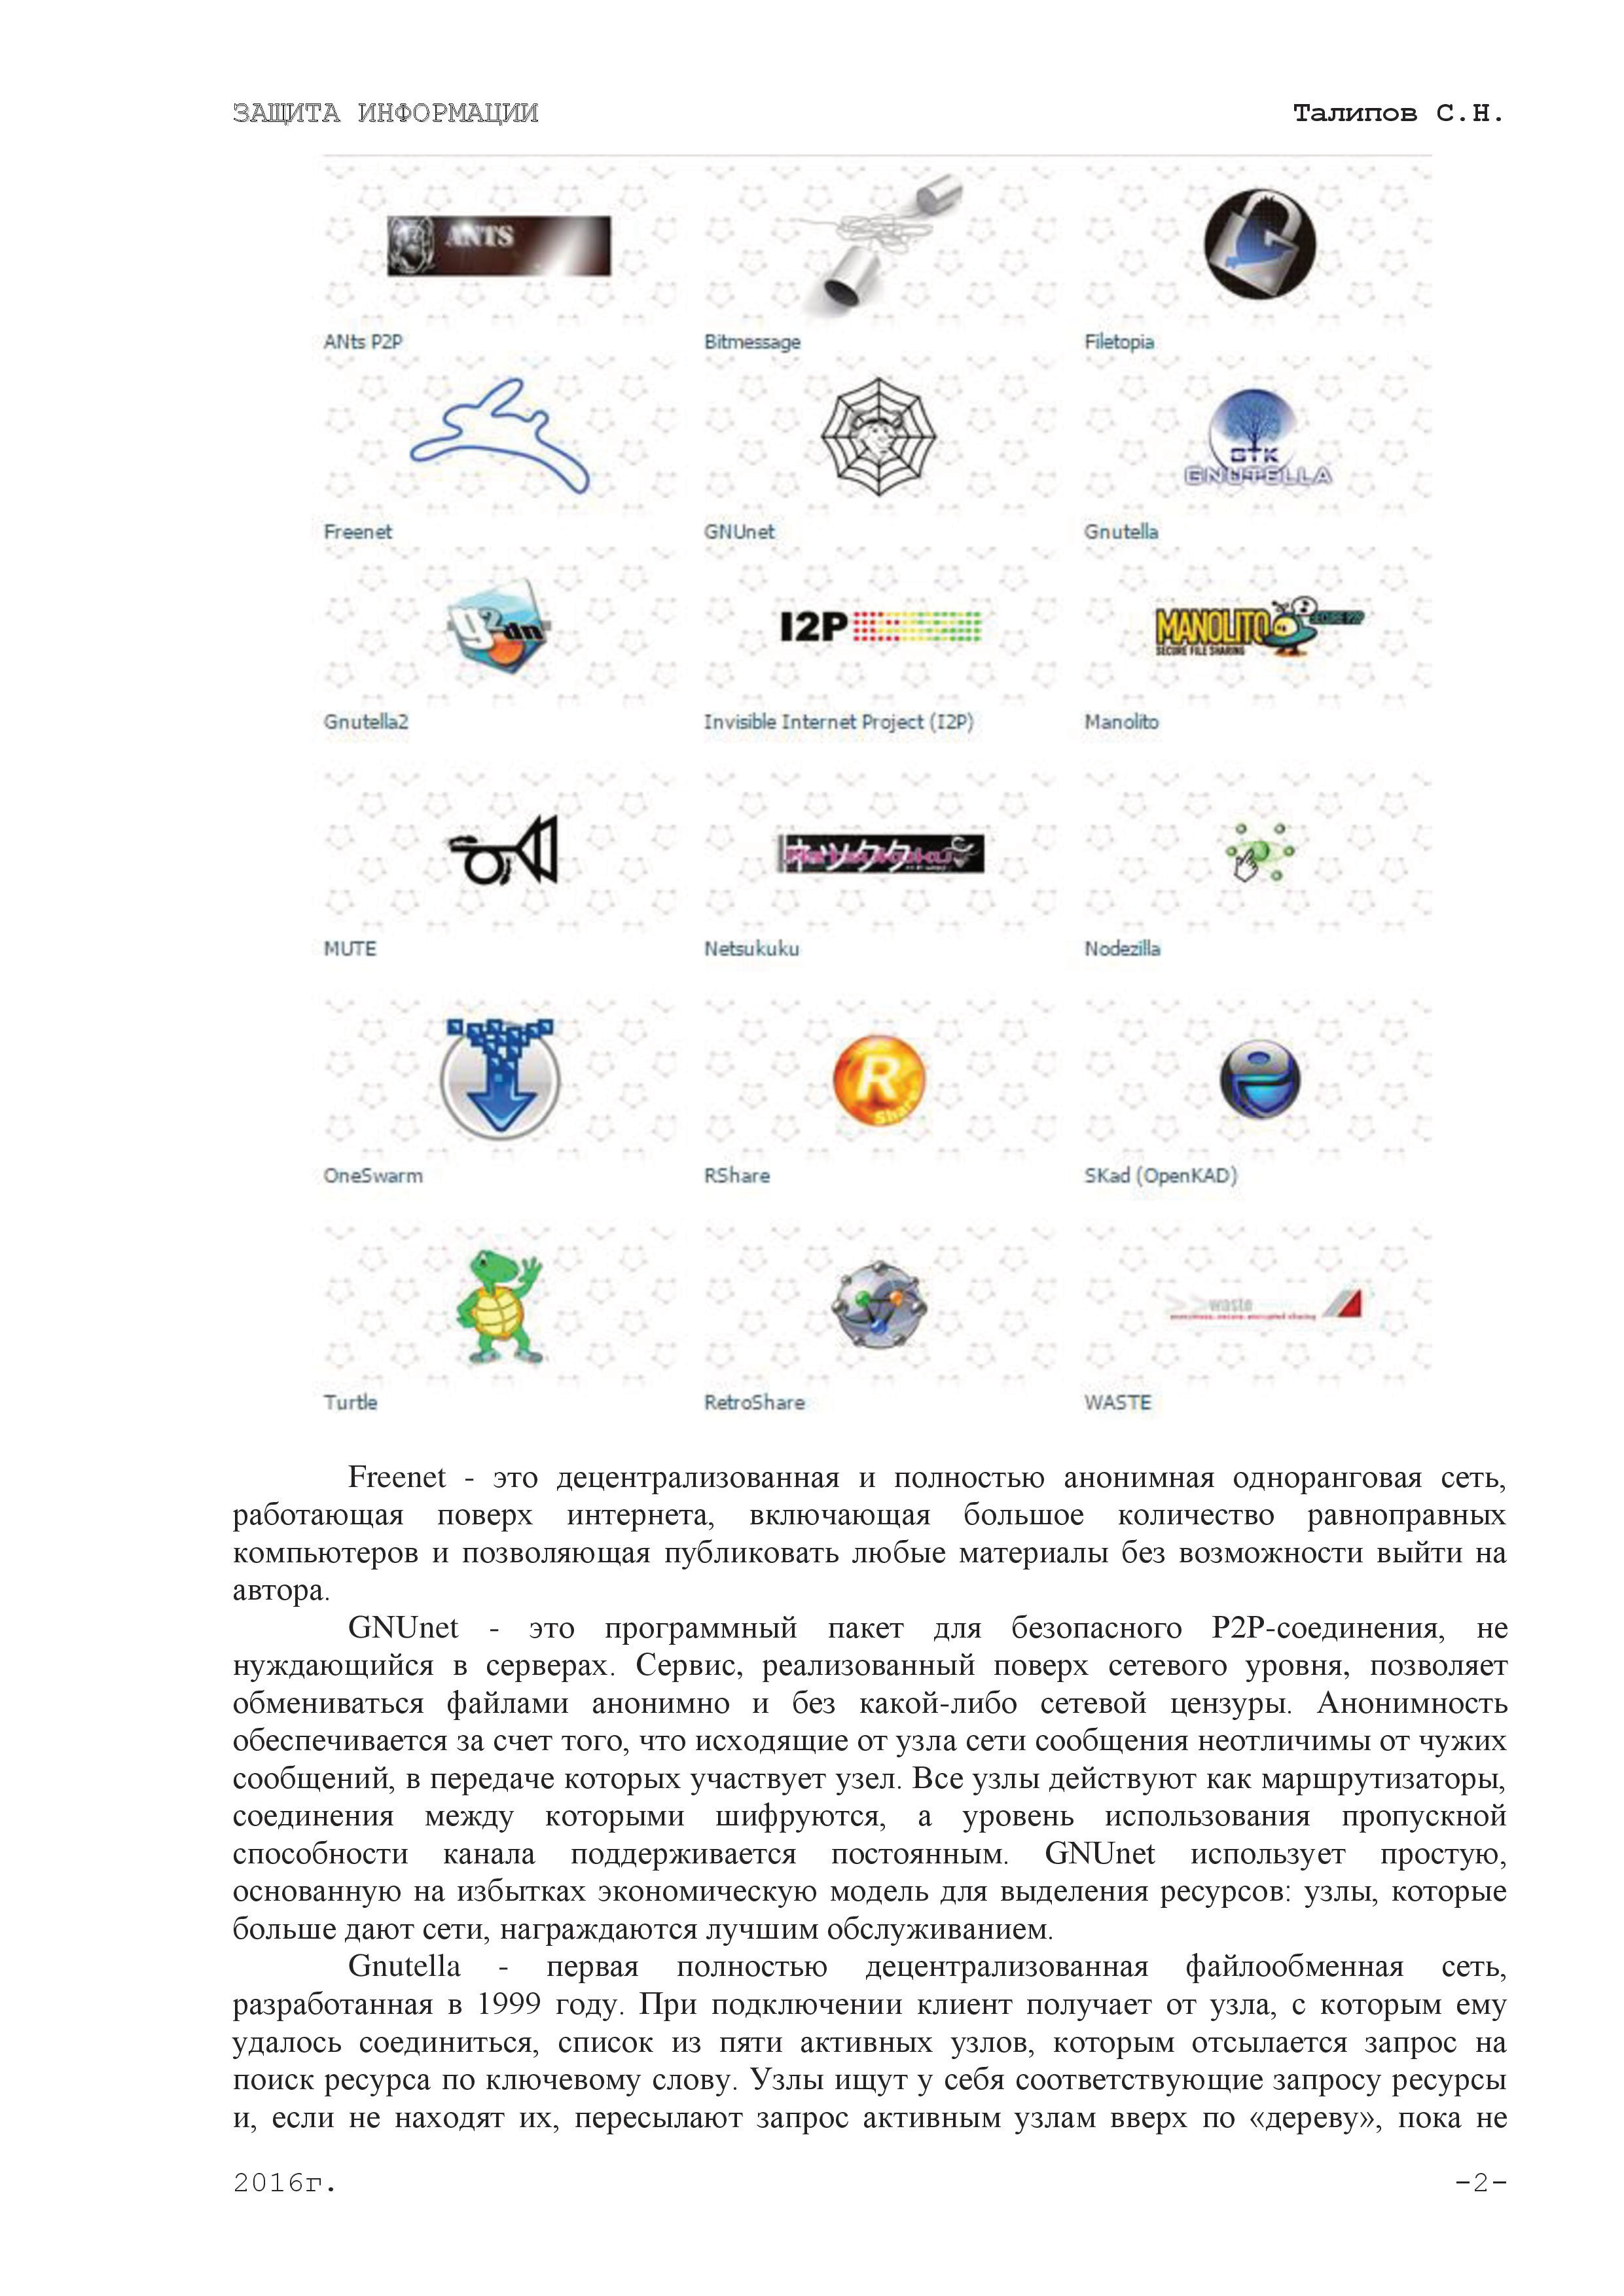 ЗАЩИТА ИНФОРМАЦИИ Талипов С.Н.
ANTS
ANts P2P Bitmessage Filetopia
GTK
GNUTELLA
Freenet GNUnet Gnutella
g2dn I2P MANOLITO SECURE P2P
SECURE FILE SHARING
Gnutella2 Invisible Internet Project (I2P) Manolito
MUTE Netsukuku Nodezilla
R
Share
OneSwarm RShare SKad (OpenKAD)
>>waste
anonymous, secure, encrypted sharing
Turtle RetroShare WASTE
Freenet - это децентрализованная и полностью анонимная одноранговая сеть,
работающая поверх интернета, включающая большое количество равноправных
компьютеров и позволяющая публиковать любые материалы без возможности выйти на
автора.
GNUnet - это программный пакет для безопасного P2P-соединения, не
нуждающийся в серверах. Сервис, реализованный поверх сетевого уровня, позволяет
обмениваться файлами анонимно и без какой-либо сетевой цензуры. Анонимность
обеспечивается за счет того, что исходящие от узла сети сообщения неотличимы от чужих
сообщений, в передаче которых участвует узел. Все узлы действуют как маршрутизаторы,
соединения между которыми шифруются, а уровень использования пропускной
способности канала поддерживается постоянным. GNUnet использует простую,
основанную на избытках экономическую модель для выделения ресурсов: узлы, которые
больше дают сети, награждаются лучшим обслуживанием.
Gnutella - первая полностью децентрализованная файлообменная сеть,
разработанная в 1999 году. При подключении клиент получает от узла, с которым ему
удалось соединиться, список из пяти активных узлов, которым отсылается запрос на
поиск ресурса по ключевому слову. Узлы ищут у себя соответствующие запросу ресурсы
и, если не находят их, пересылают запрос активным узлам вверх по «дереву», пока не
2016г. -2-